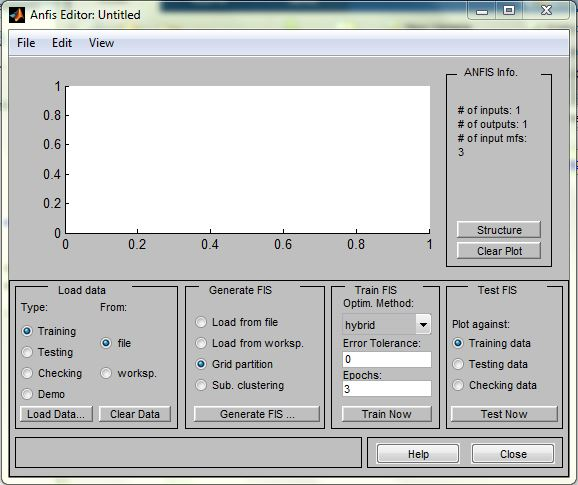 Anfis Editor: Untitled
File Edit View
1
0.8
0.6
0.4
0.2
0
0 0.2 0.4 0.6 0.8 1
ANFIS Info.
# of inputs: 1
# of outputs: 1
# of input mfs:
3
Structure
Clear Plot
Load data
Type: From:
Training
file
Testing
Checking
worksp.
Demo
Load Data... Clear Data
Generate FIS
Load from file
Load from worksp.
Grid partition
Sub. clustering
Generate FIS ...
Train FIS
Optim. Method:
hybrid
Error Tolerance:
0
Epochs:
3
Train Now
Test FIS
Plot against:
Training data
Testing data
Checking data
Test Now
Help Close